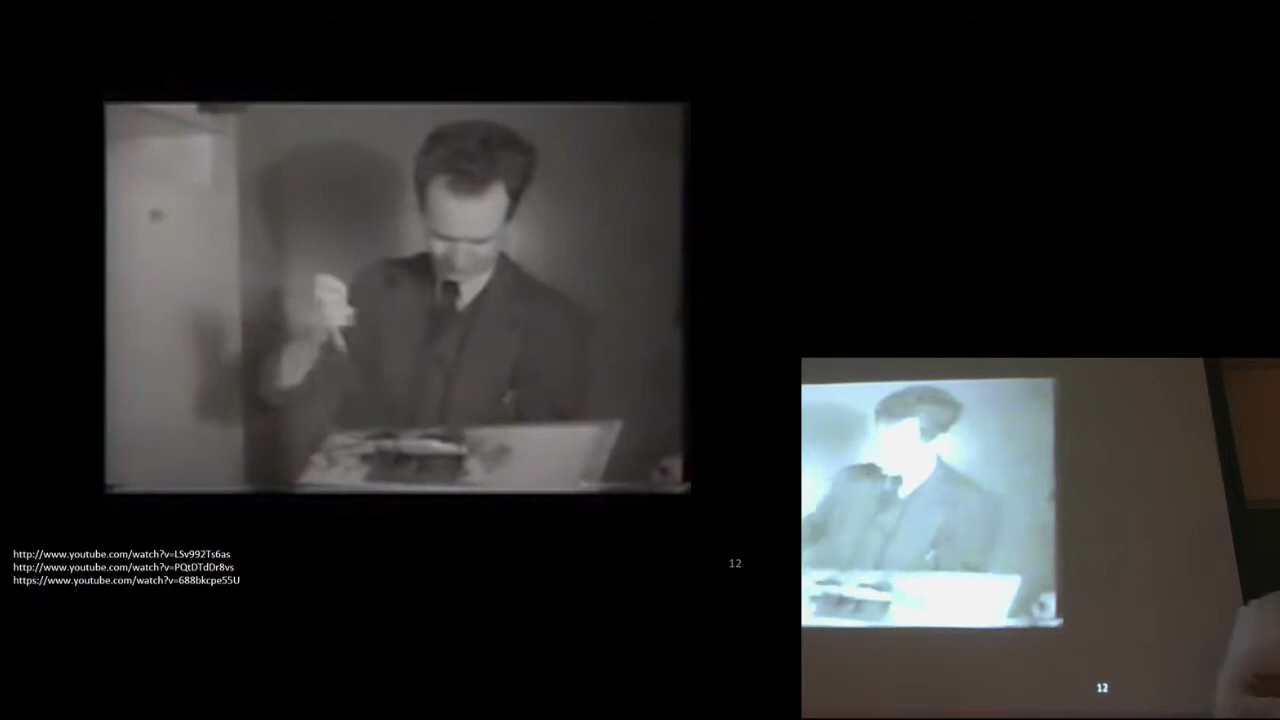 http://www.youtube.com/watch?v=LSv992Ts6as
http://www.youtube.com/watch?v=PQtDTdDr8vs
https://www.youtube.com/watch?v=688bkcpe55U
12
12